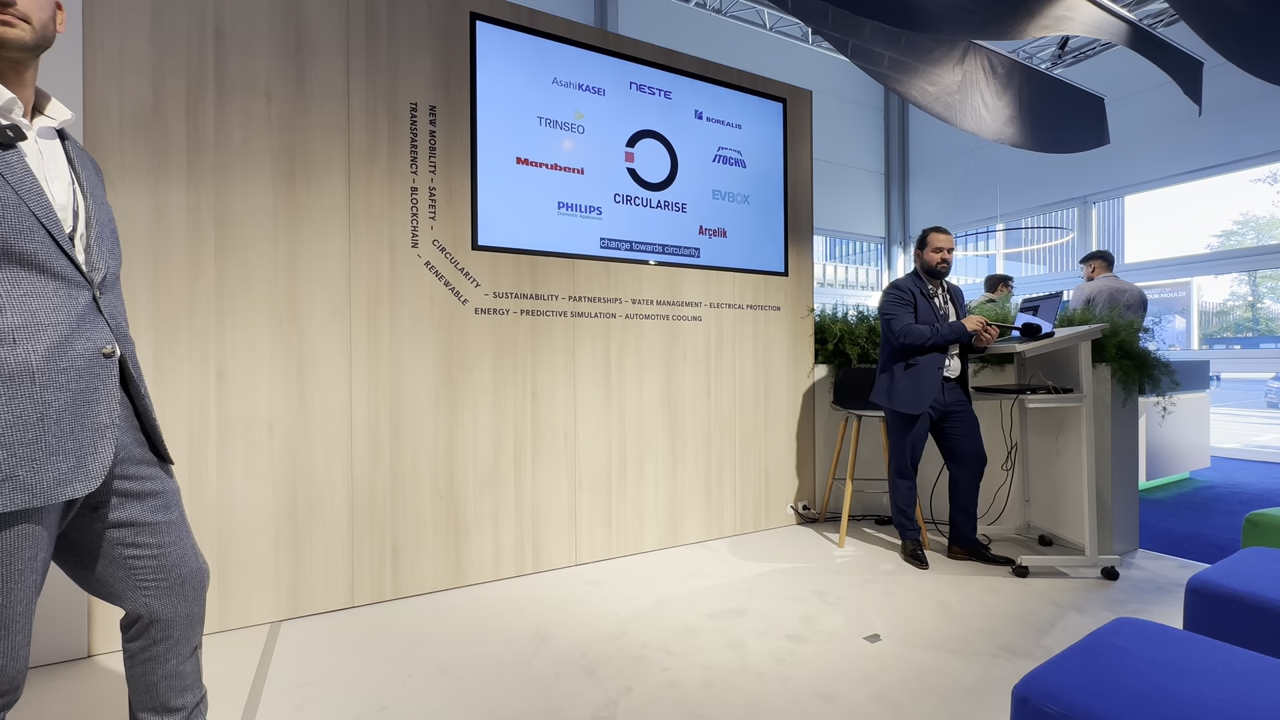 AsahiKASEI
NESTE
TRINSEO
BOREALIS
Marubeni
ITOCHU
CIRCULARISE
EVBOX
PHILIPS
Domestic Appliances
Arçelik
change towards circularity.
NEW MOBILITY – SAFETY – CIRCULARITY – SUSTAINABILITY – PARTNERSHIPS – WATER MANAGEMENT – ELECTRICAL PROTECTION
TRANSPARENCY – BLOCKCHAIN – RENEWABLE ENERGY – PREDICTIVE SIMULATION – AUTOMOTIVE COOLING